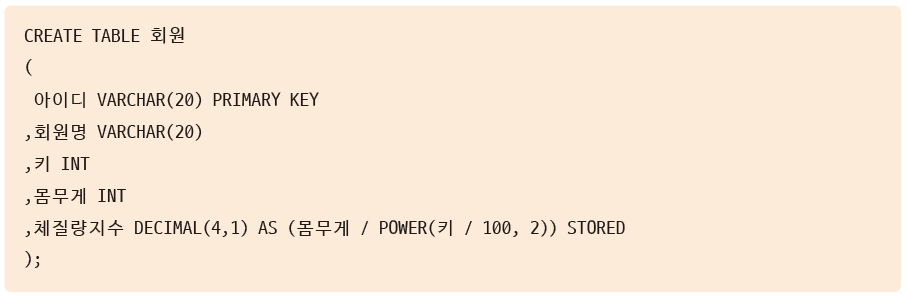 CREATE TABLE 회원
(
 아이디 VARCHAR(20) PRIMARY KEY
,회원명 VARCHAR(20)
,키 INT
,몸무게 INT
,체질량지수 DECIMAL(4,1) AS (몸무게 / POWER(키 / 100, 2)) STORED
);